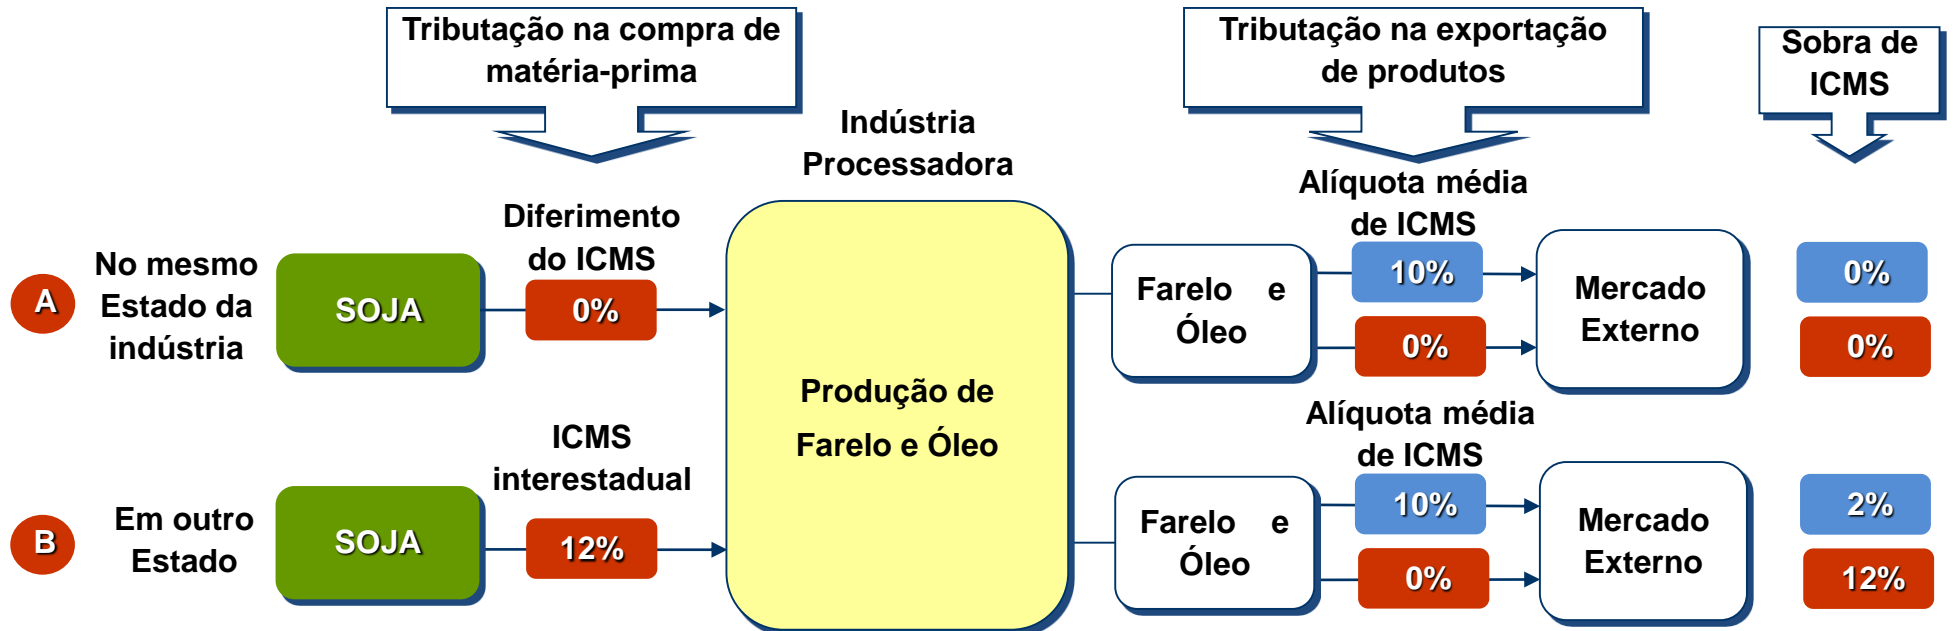 Tributação na compra de
matéria-prima
Tributação na exportação
de produtos
Sobra de
ICMS
Indústria
Processadora
A
No mesmo
Estado da
indústria
SOJA
Diferimento
do ICMS
0%
Produção de
Farelo e Óleo
Farelo e
Óleo
Alíquota média
de ICMS
10%
0%
Mercado
Externo
0%
0%
B
Em outro
Estado
SOJA
ICMS
interestadual
12%
Farelo e
Óleo
Alíquota média
de ICMS
10%
0%
Mercado
Externo
2%
12%